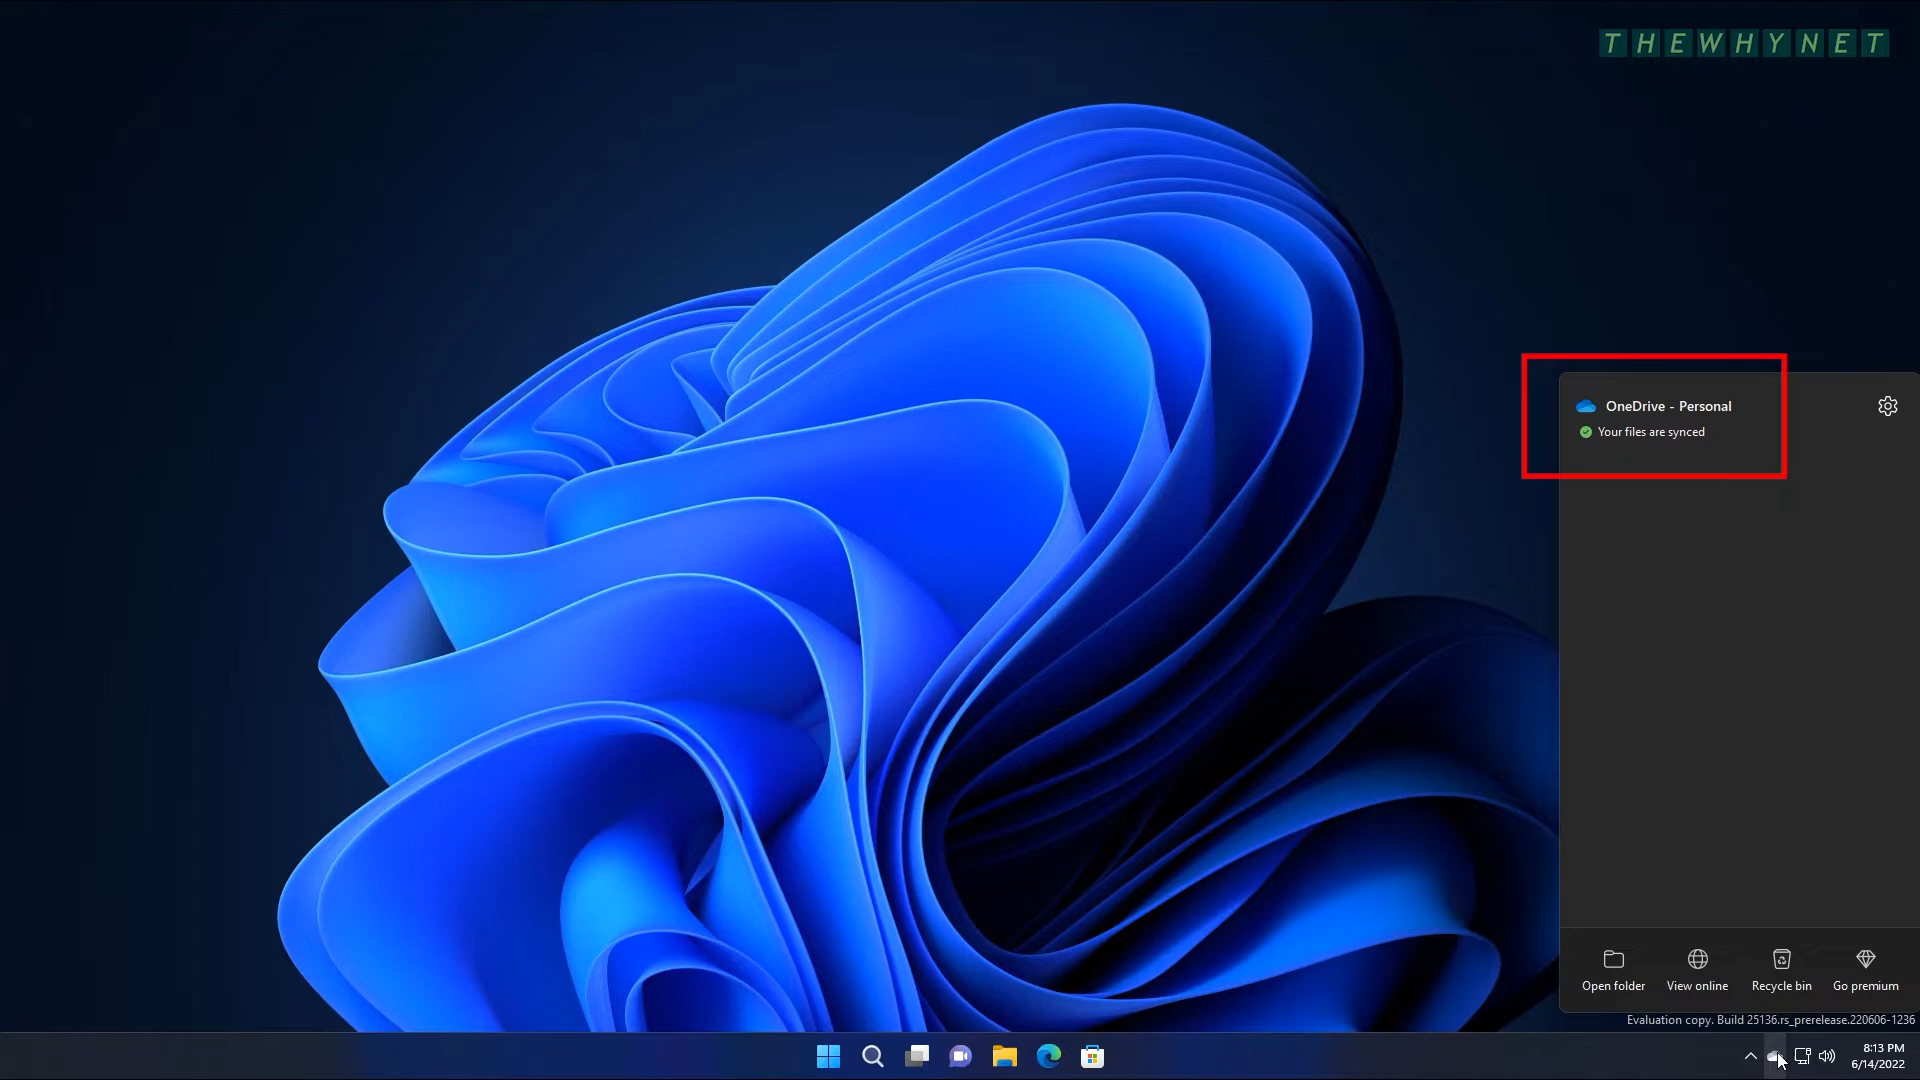 THEWHYNET
OneDrive - Personal
Your files are synced
Open folder
View online
Recycle bin
Go premium
Evaluation copy. Build 25136.rs_prerelease.220606-1236
8:13 PM
6/14/2022